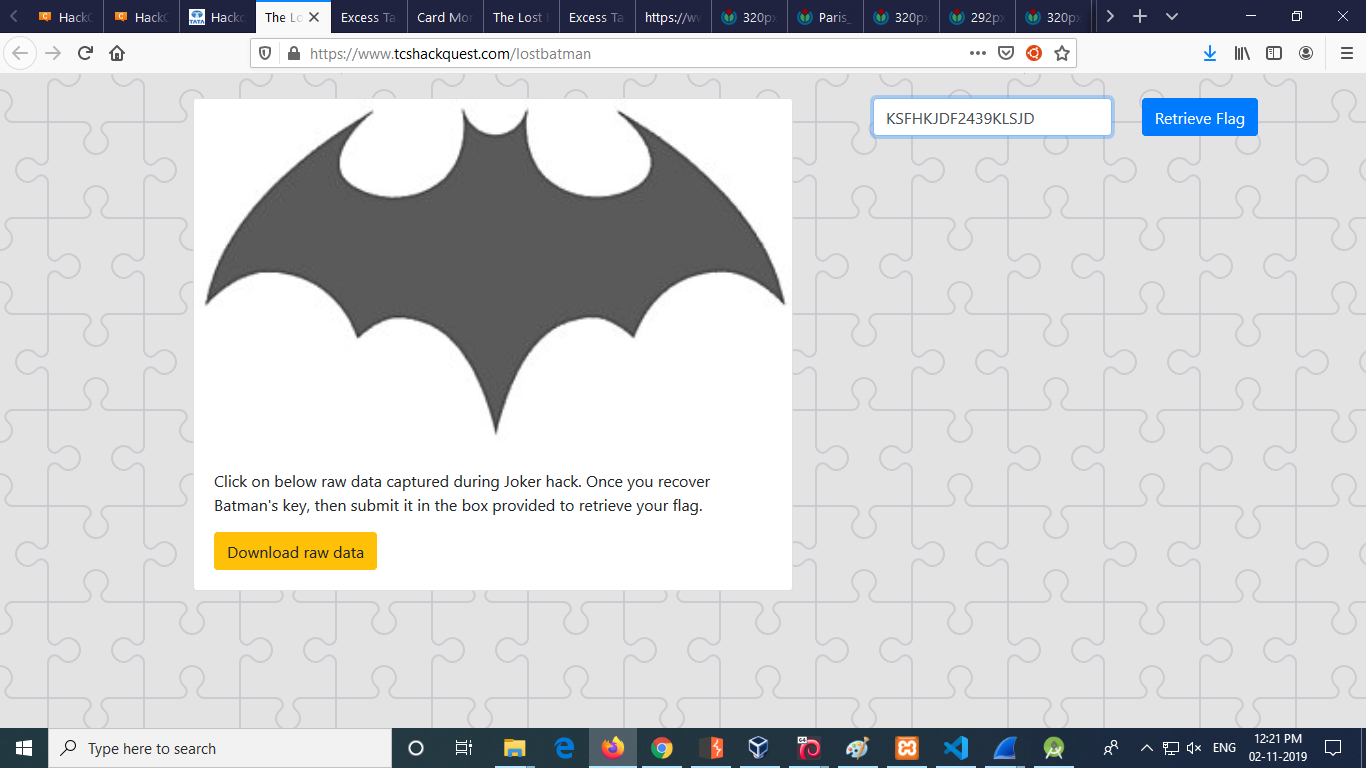 HackQ
HackQ
TATA
Hackq
The Lo
Excess Ta
Card Mor
The Lost
Excess Ta
https://w
320px
Paris_
320px
292px
320px
https://www.tcshackquest.com/lostbatman
KSFHKJDF2439KLSJD
Retrieve Flag
Click on below raw data captured during Joker hack. Once you recover
Batman's key, then submit it in the box provided to retrieve your flag.
Download raw data
Type here to search
64
ENG
12:21 PM
02-11-2019